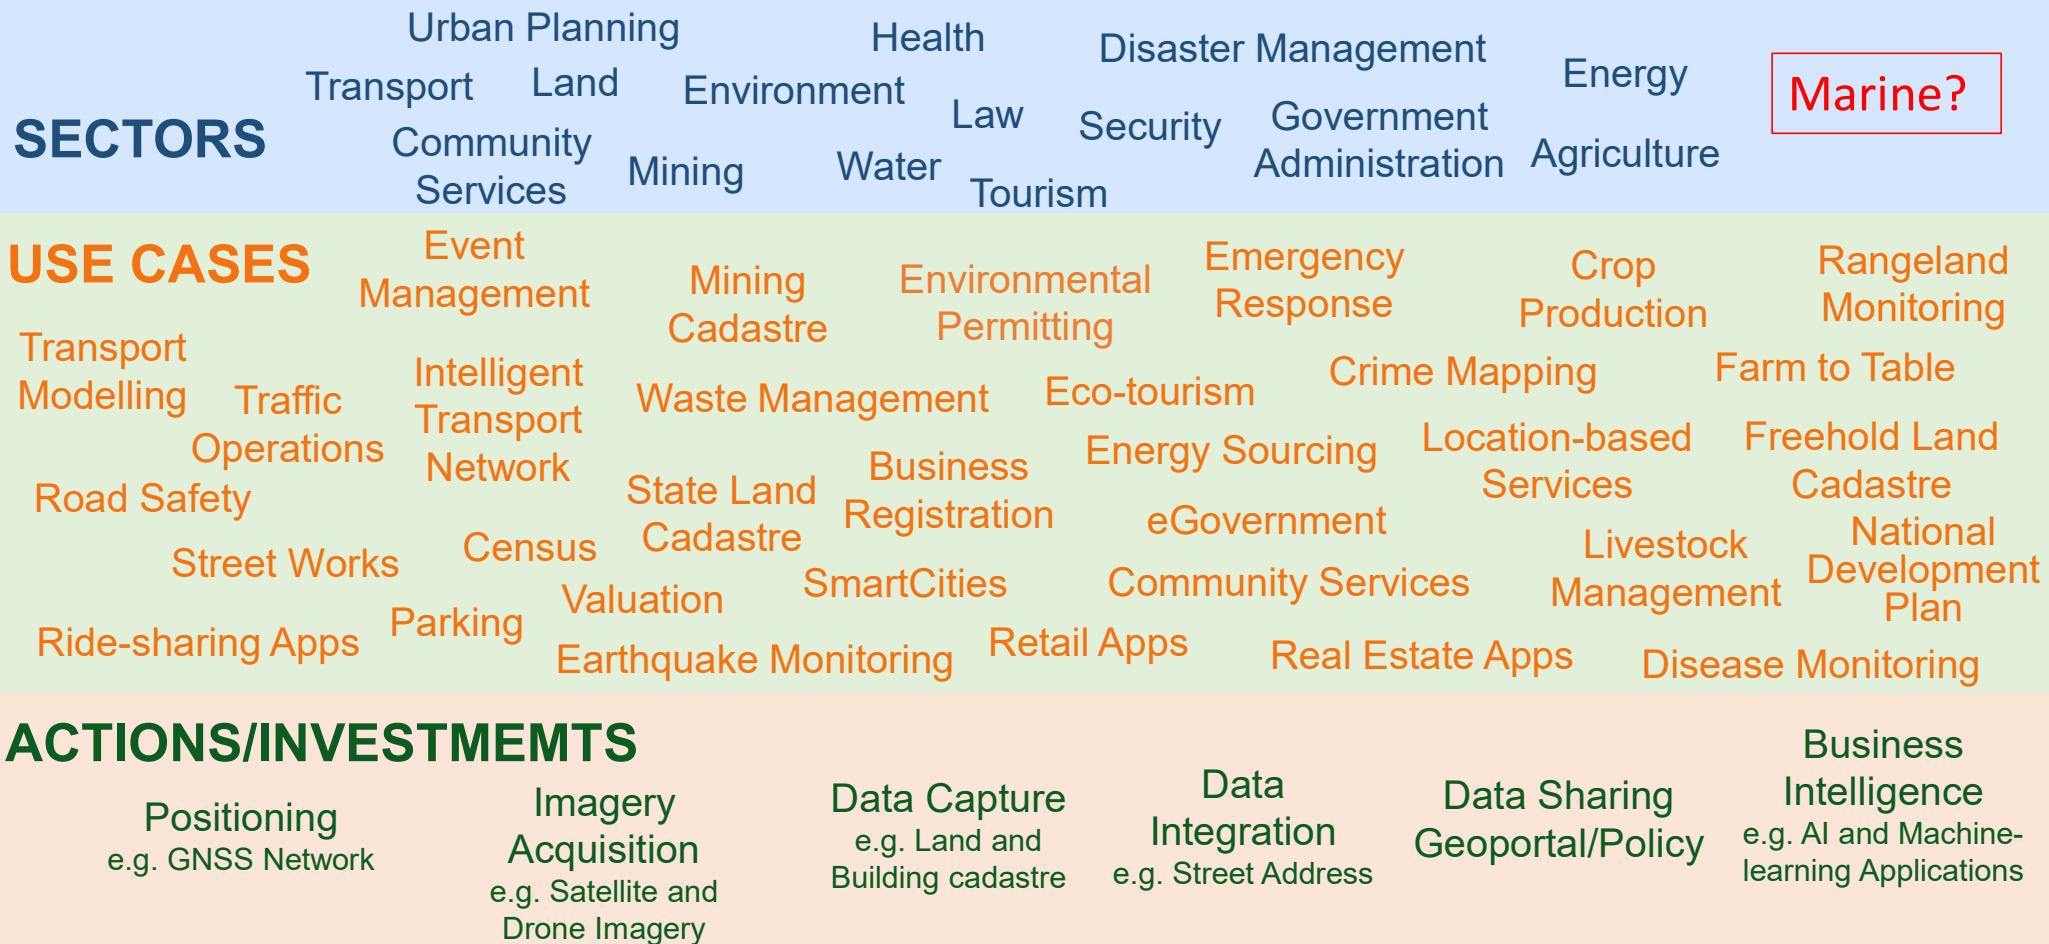 SECTORS
Urban Planning
Health
Disaster Management
Energy
Marine?
Transport
Land
Environment
Law
Security
Government
Administration
Community
Services
Mining
Water
Tourism
Agriculture
USE CASES
Event
Management
Mining
Cadastre
Environmental
Permitting
Emergency
Response
Crop
Production
Rangeland
Monitoring
Transport
Modelling
Traffic
Operations
Intelligent
Transport
Network
Waste Management
Eco-tourism
Crime Mapping
Farm to Table
Road Safety
State Land
Cadastre
Business
Registration
Energy Sourcing
Location-based
Services
Freehold Land
Cadastre
Street Works
Census
eGovernment
Livestock
Management
National
Development
Plan
Valuation
SmartCities
Community Services
Ride-sharing Apps
Parking
Earthquake Monitoring
Retail Apps
Real Estate Apps
Disease Monitoring
ACTIONS/INVESTMEMTS
Positioning
e.g. GNSS Network
Imagery
Acquisition
e.g. Satellite and
Drone Imagery
Data Capture
e.g. Land and
Building cadastre
Data
Integration
e.g. Street Address
Data Sharing
Geoportal/Policy
Business
Intelligence
e.g. AI and Machine-
learning Applications